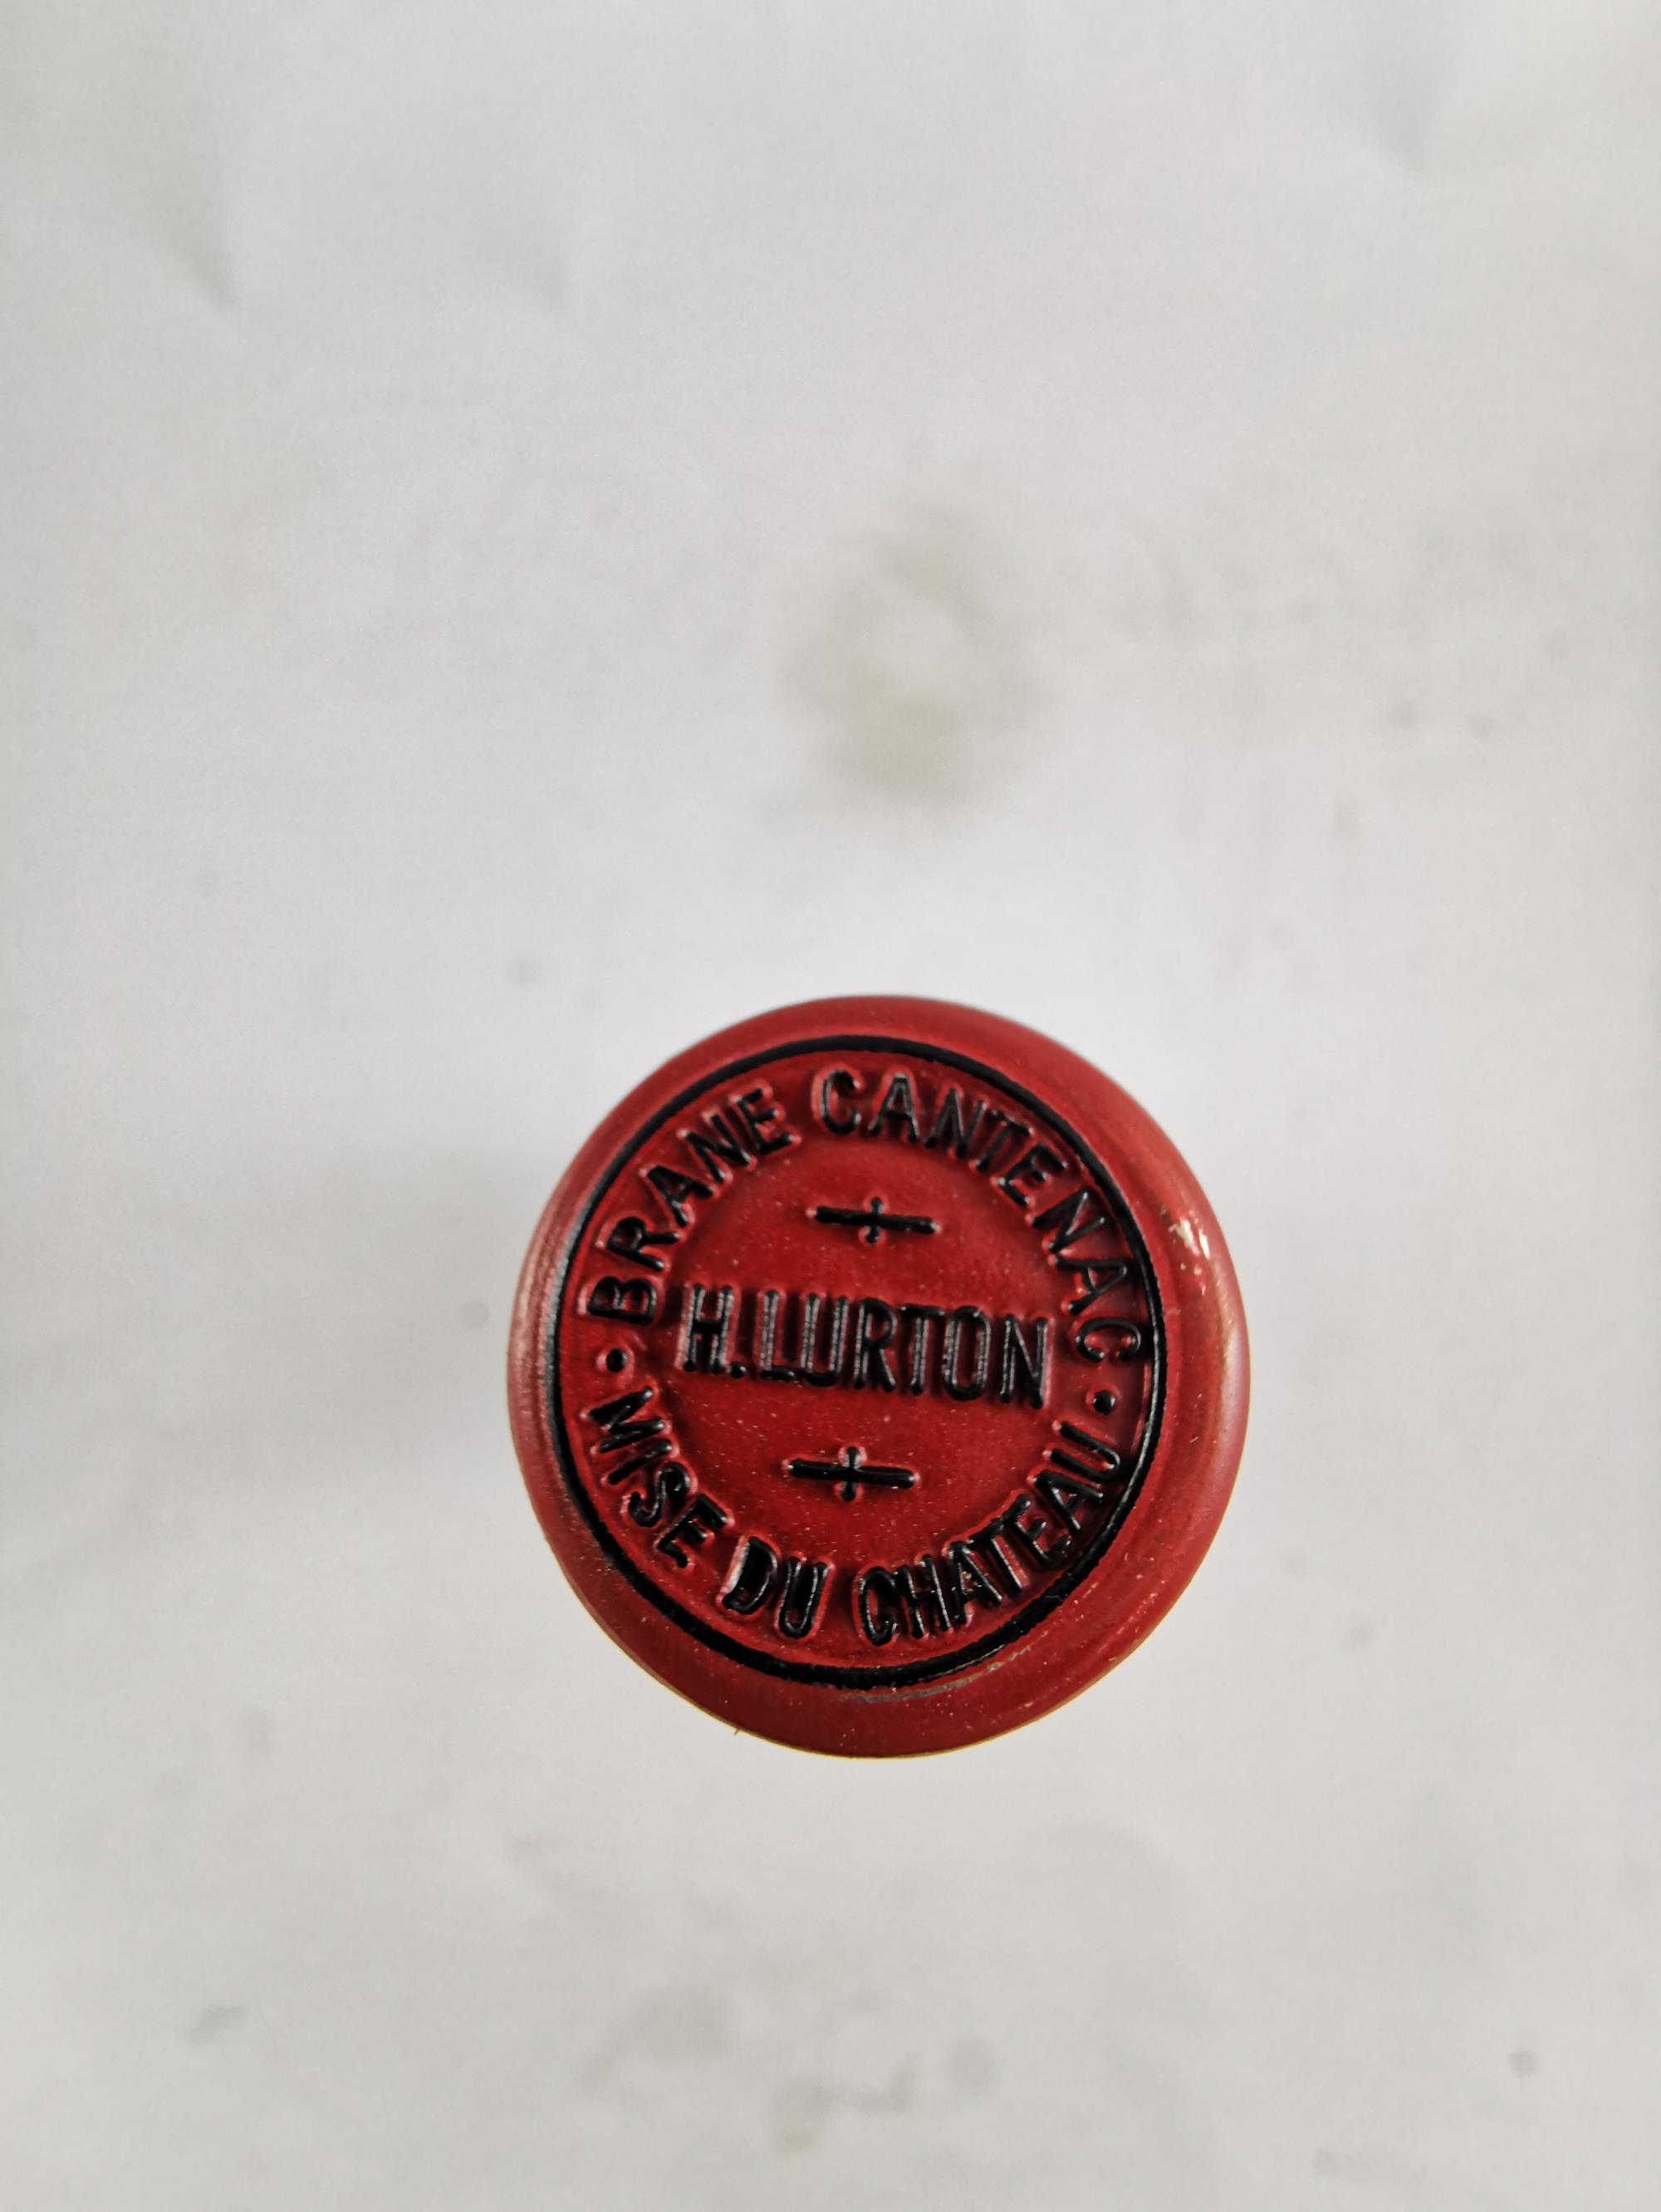 BRANE CANTENAC
H.LURTON
MISE DU CHATEAU